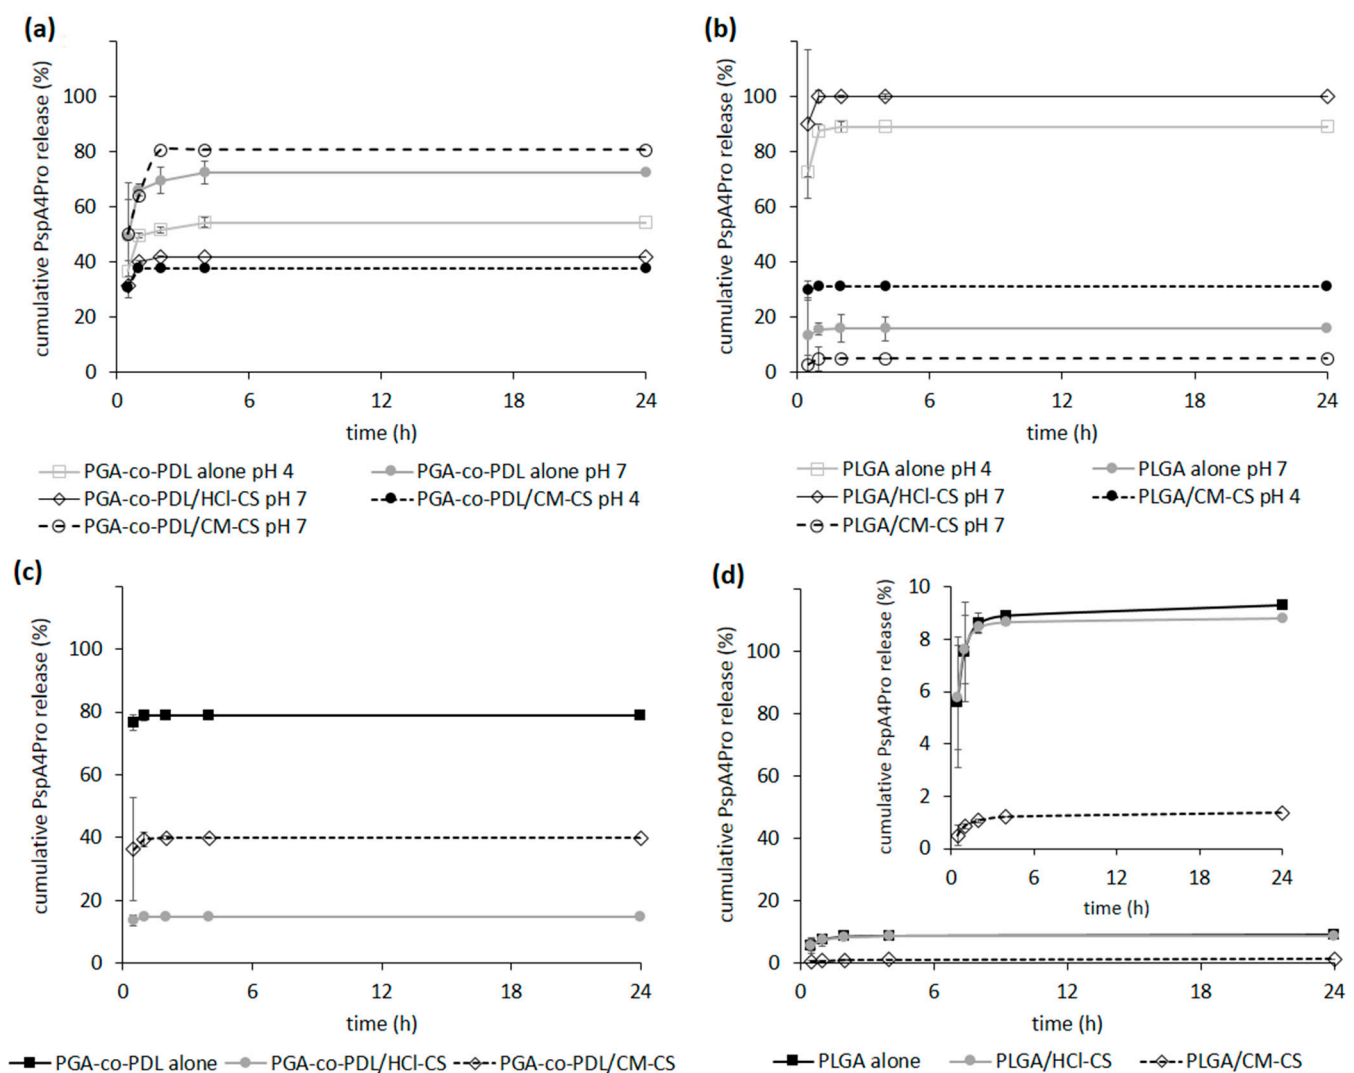 (a)
cumulative PspA4Pro release (%)
100
80
60
40
20
0
0 6 12 18 24
time (h)
PGA-co-PDL alone pH 4
PGA-co-PDL alone pH 7
PGA-co-PDL/HCl-CS pH 7
PGA-co-PDL/CM-CS pH 4
PGA-co-PDL/CM-CS pH 7
(b)
cumulative PspA4Pro release (%)
100
80
60
40
20
0
0 6 12 18 24
time (h)
PLGA alone pH 4
PLGA alone pH 7
PLGA/HCl-CS pH 7
PLGA/CM-CS pH 4
PLGA/CM-CS pH 7
(c)
cumulative PspA4Pro release (%)
100
80
60
40
20
0
0 6 12 18 24
time (h)
PGA-co-PDL alone
PGA-co-PDL/HCl-CS
PGA-co-PDL/CM-CS
(d)
cumulative PspA4Pro release (%)
100
80
60
40
20
0
0 6 12 18 24
time (h)
cumulative PspA4Pro release (%)
10
8
6
4
2
0
0 6 12 18 24
time (h)
PLGA alone
PLGA/HCl-CS
PLGA/CM-CS